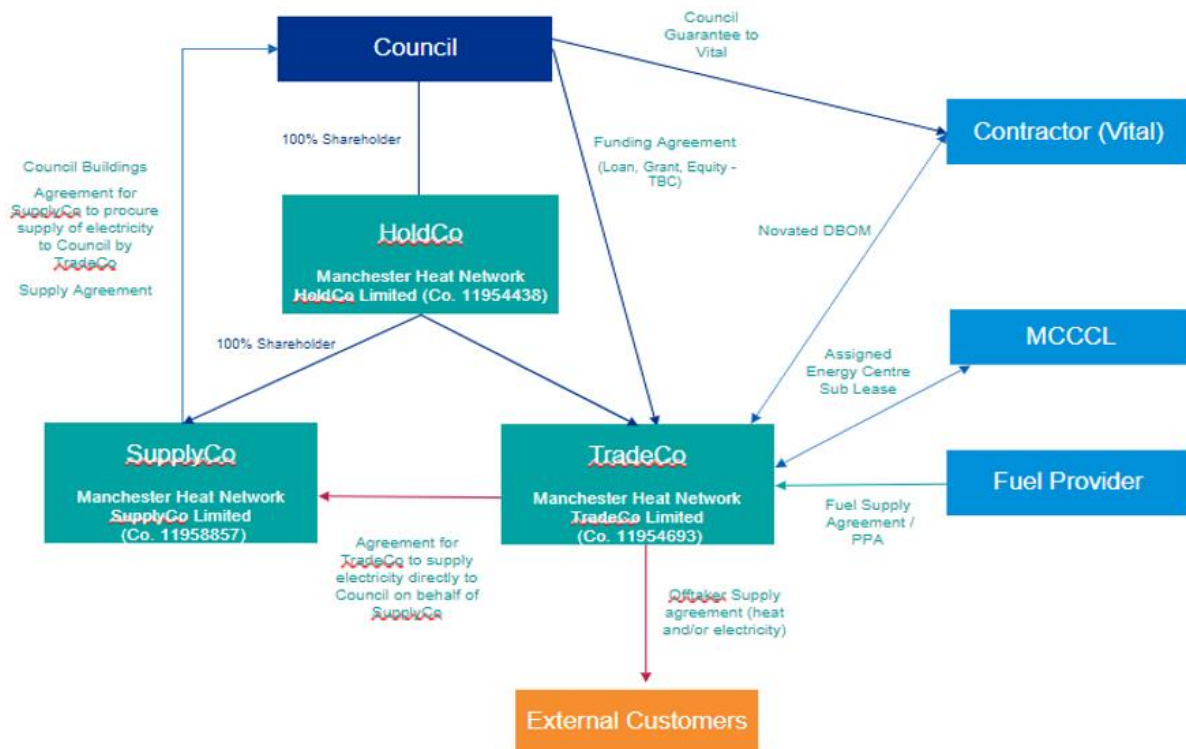 Council
Council
Guarantee to
Vital
Contractor (Vital)
100% Shareholder
Funding Agreement
(Loan, Grant, Equity -
TBC)
Council Buildings
Agreement for
SupplyCo to procure
supply of electricity
to Council by
TradeCo
Supply Agreement
HoldCo
Manchester Heat Network
HoldCo Limited (Co. 11954438)
Novated DBOM
100% Shareholder
MCCCL
Assigned
Energy Centre
Sub Lease
SupplyCo
Manchester Heat Network
SupplyCo Limited
(Co. 11958857)
TradeCo
Manchester Heat Network
TradeCo Limited
(Co. 11954693)
Fuel Provider
Fuel Supply
Agreement /
PPA
Agreement for
TradeCo to supply
electricity directly to
Council on behalf of
SupplyCo
Offtaker Supply
agreement (heat
and/or electricity)
External Customers